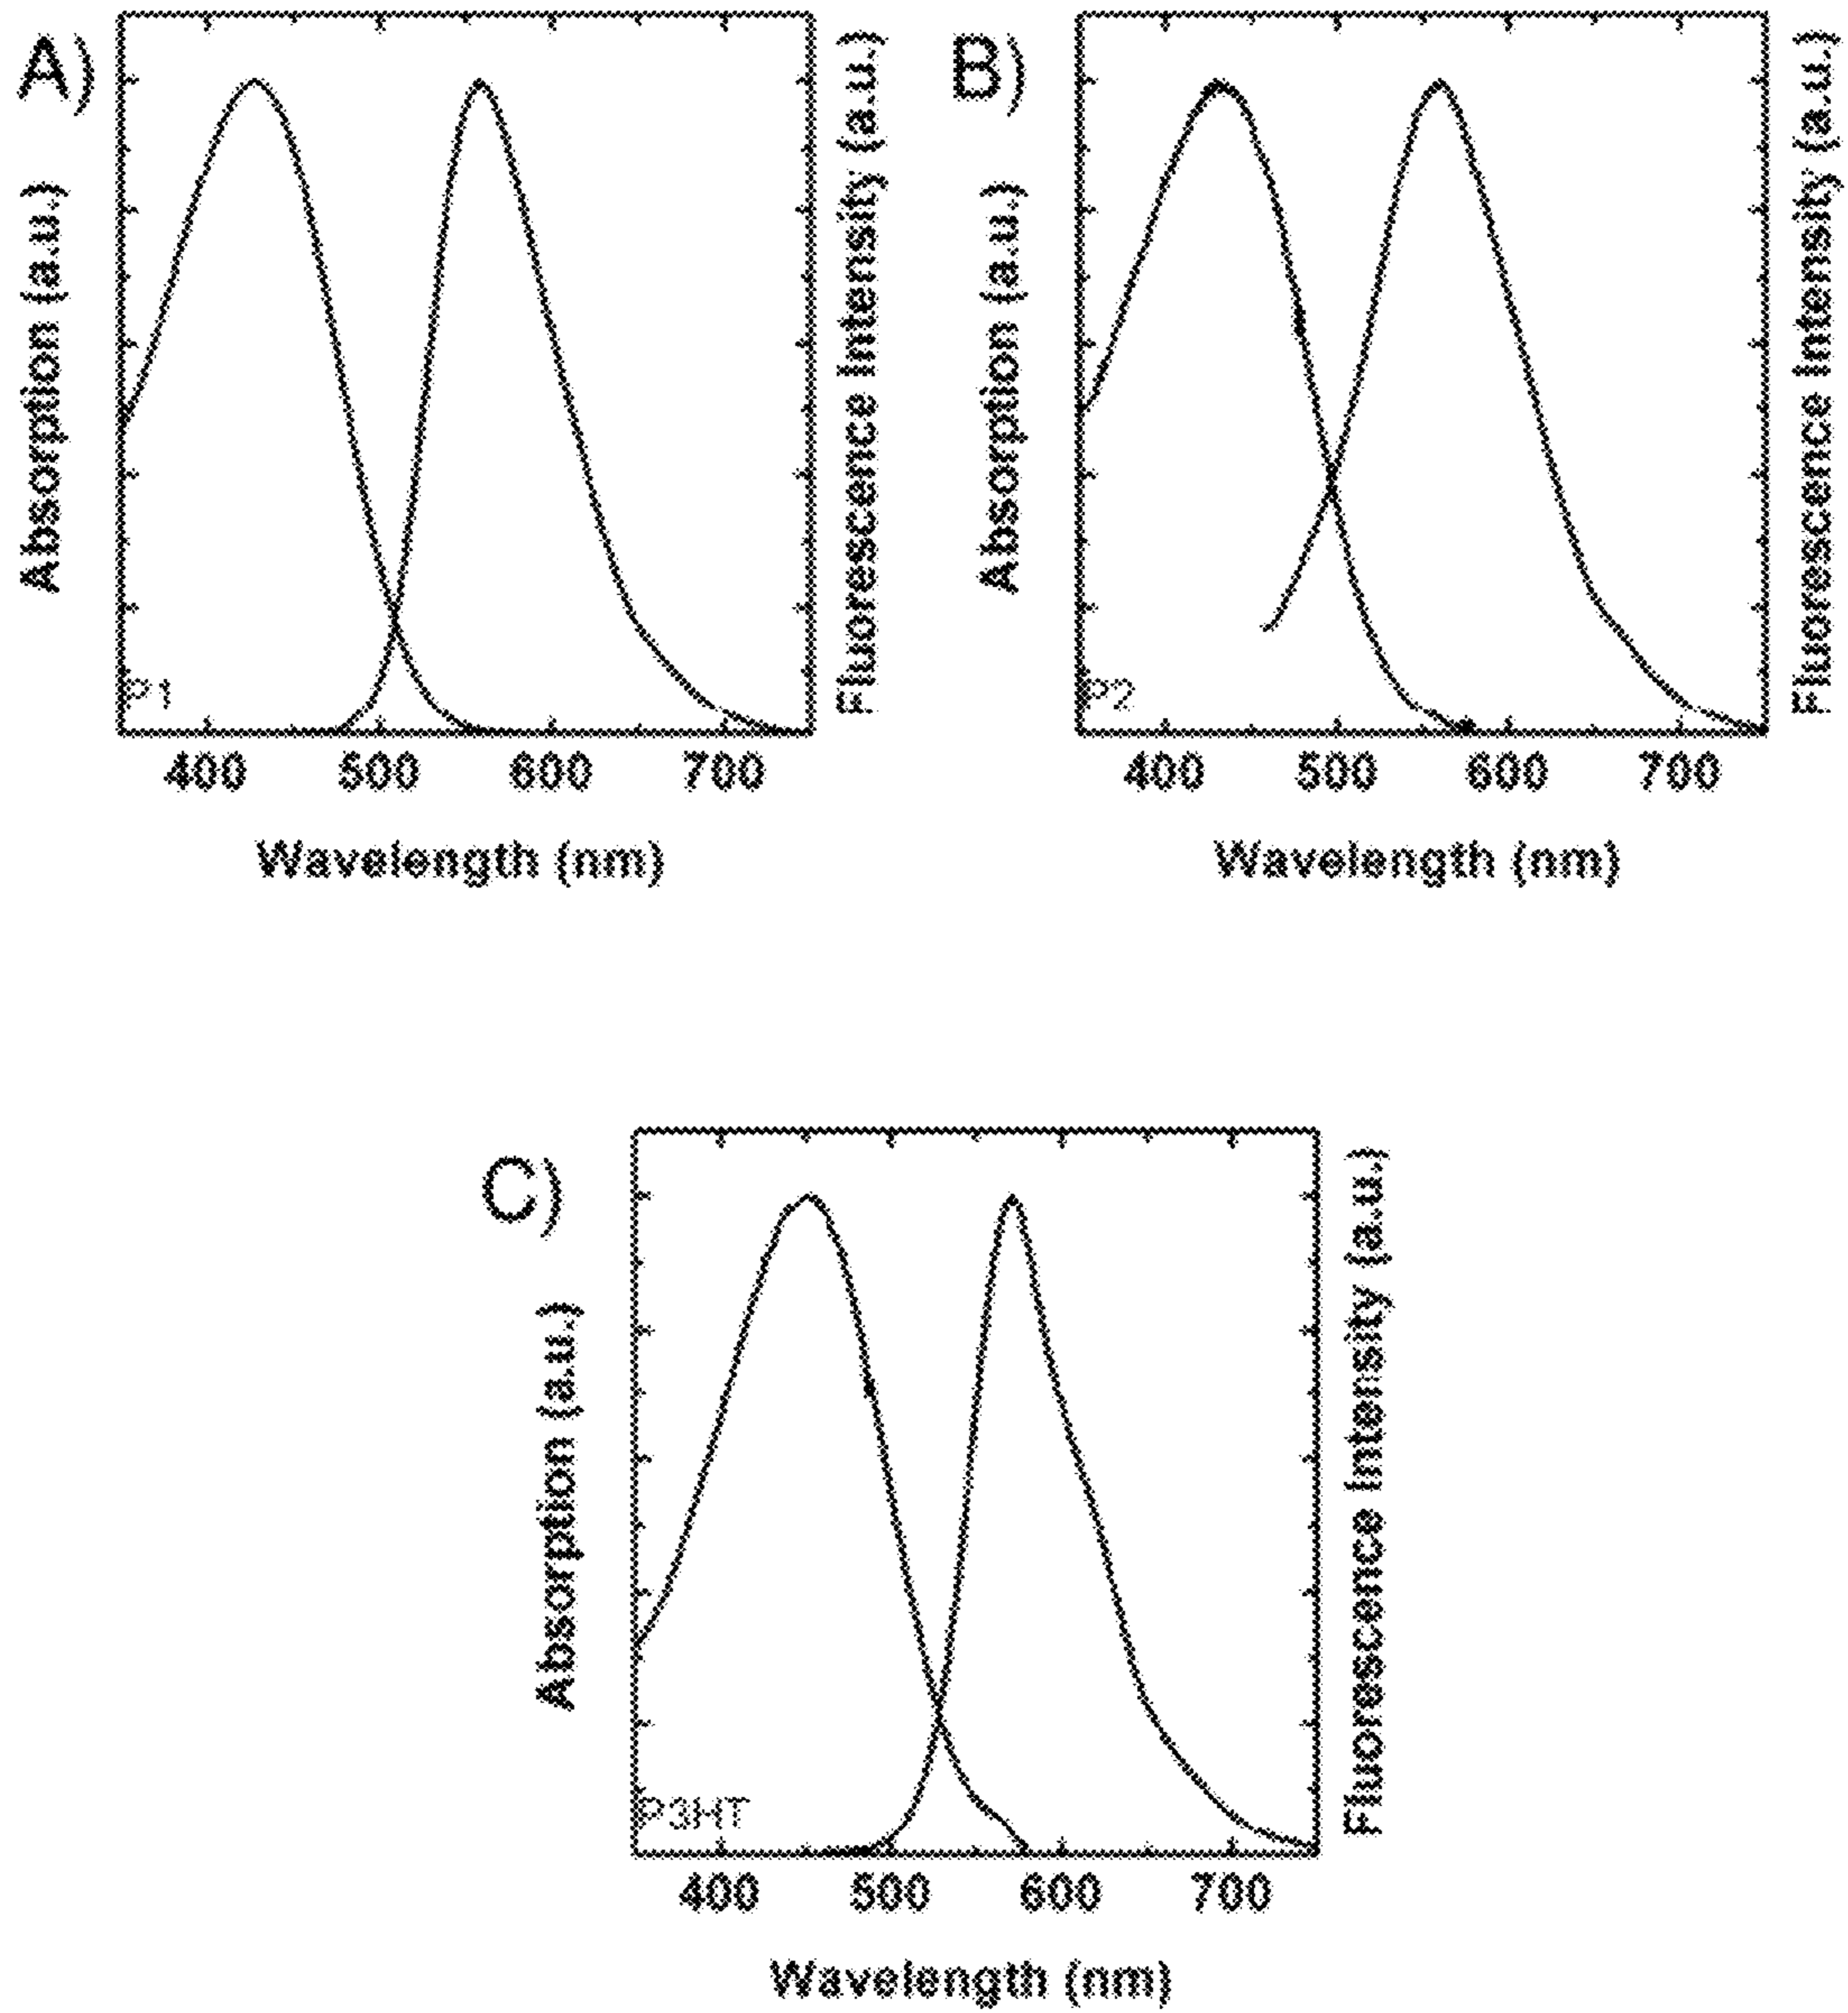 A)
Absorption (a.u.)
Fluorescence Intensity (a.u.)
P1
400 500 600 700
Wavelength (nm)
B)
Absorption (a.u.)
Fluorescence Intensity (a.u.)
P2
400 500 600 700
Wavelength (nm)
C)
Absorption (a.u.)
Fluorescence Intensity (a.u.)
P3HT
400 500 600 700
Wavelength (nm)